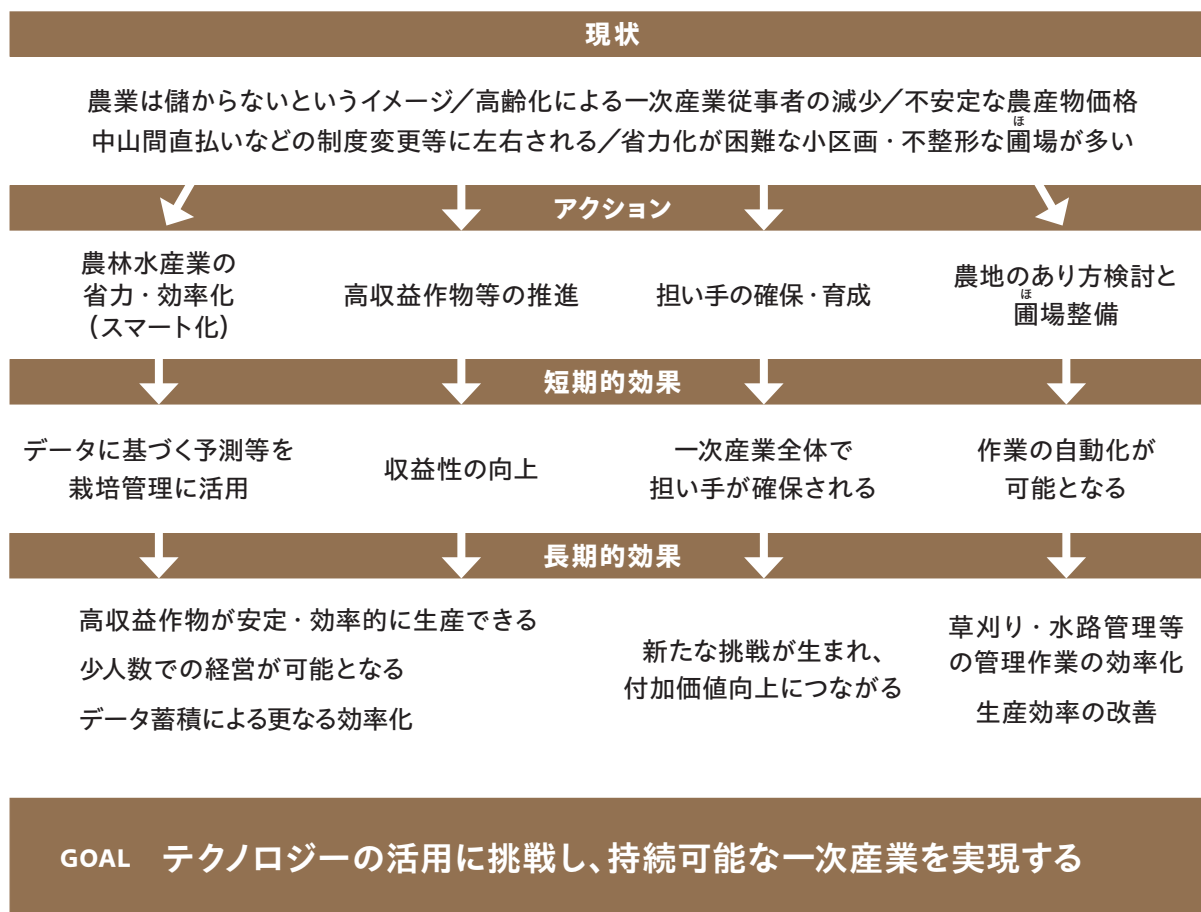 現状
農業は儲からないというイメージ/高齢化による一次産業従事者の減少/不安定な農産物価格
中山間直払いなどの制度変更等に左右される/省力化が困難な小区画・不整形な圃場が多い
ほ
アクション
農林水産業の
省力・効率化
(スマート化)
高収益作物等の推進
担い手の確保・育成
農地のあり方検討と
圃場整備
ほ
短期的効果
データに基づく予測等を
栽培管理に活用
収益性の向上
一次産業全体で
担い手が確保される
作業の自動化が
可能となる
長期的効果
高収益作物が安定・効率的に生産できる
少人数での経営が可能となる
データ蓄積による更なる効率化
新たな挑戦が生まれ、
付加価値向上につながる
草刈り・水路管理等
の管理作業の効率化
生産効率の改善
GOAL テクノロジーの活用に挑戦し、持続可能な一次産業を実現する